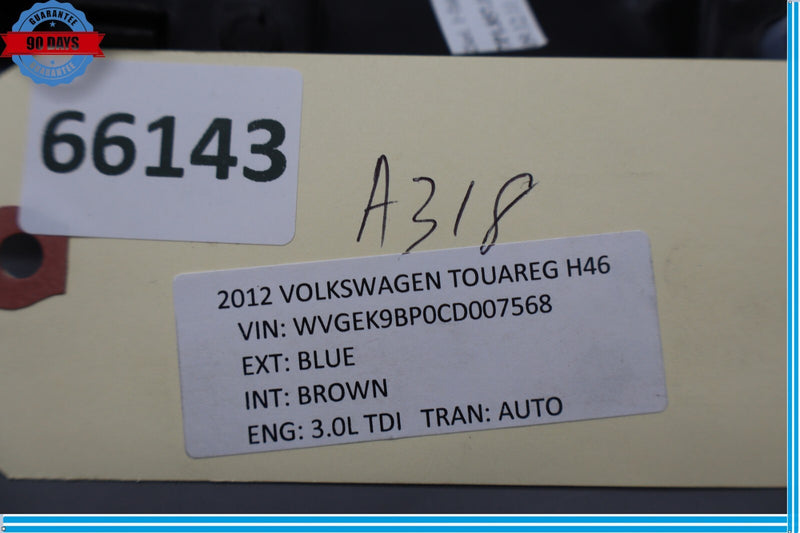 GUARANTEE
90 DAYS
GUARANTEE
66143
A318
2012 VOLKSWAGEN TOUAREG H46
VIN: WVGEK9BP0CD007568
EXT: BLUE
INT: BROWN
ENG: 3.0L TDI TRAN: AUTO